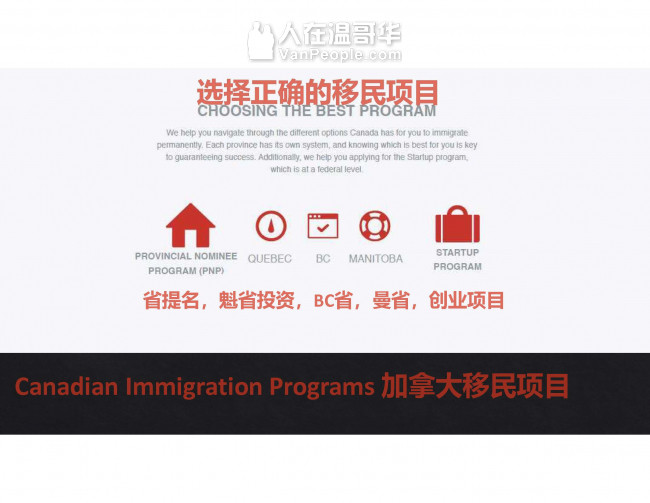 人在温哥华
VanPeople.com
选择正确的移民项目
CHOOSING THE BEST PROGRAM
We help you navigate through the different options Canada has for you to immigrate
permanently. Each province has its own system, and knowing which is best for you is key
to guaranteeing success. Additionally, we help you applying for the Startup program,
which is at a federal level.
PROVINCIAL NOMINEE
PROGRAM (PNP)
QUEBEC
BC
MANITOBA
STARTUP
PROGRAM
省提名，魁省投资，BC省，曼省，创业项目
Canadian Immigration Programs 加拿大移民项目